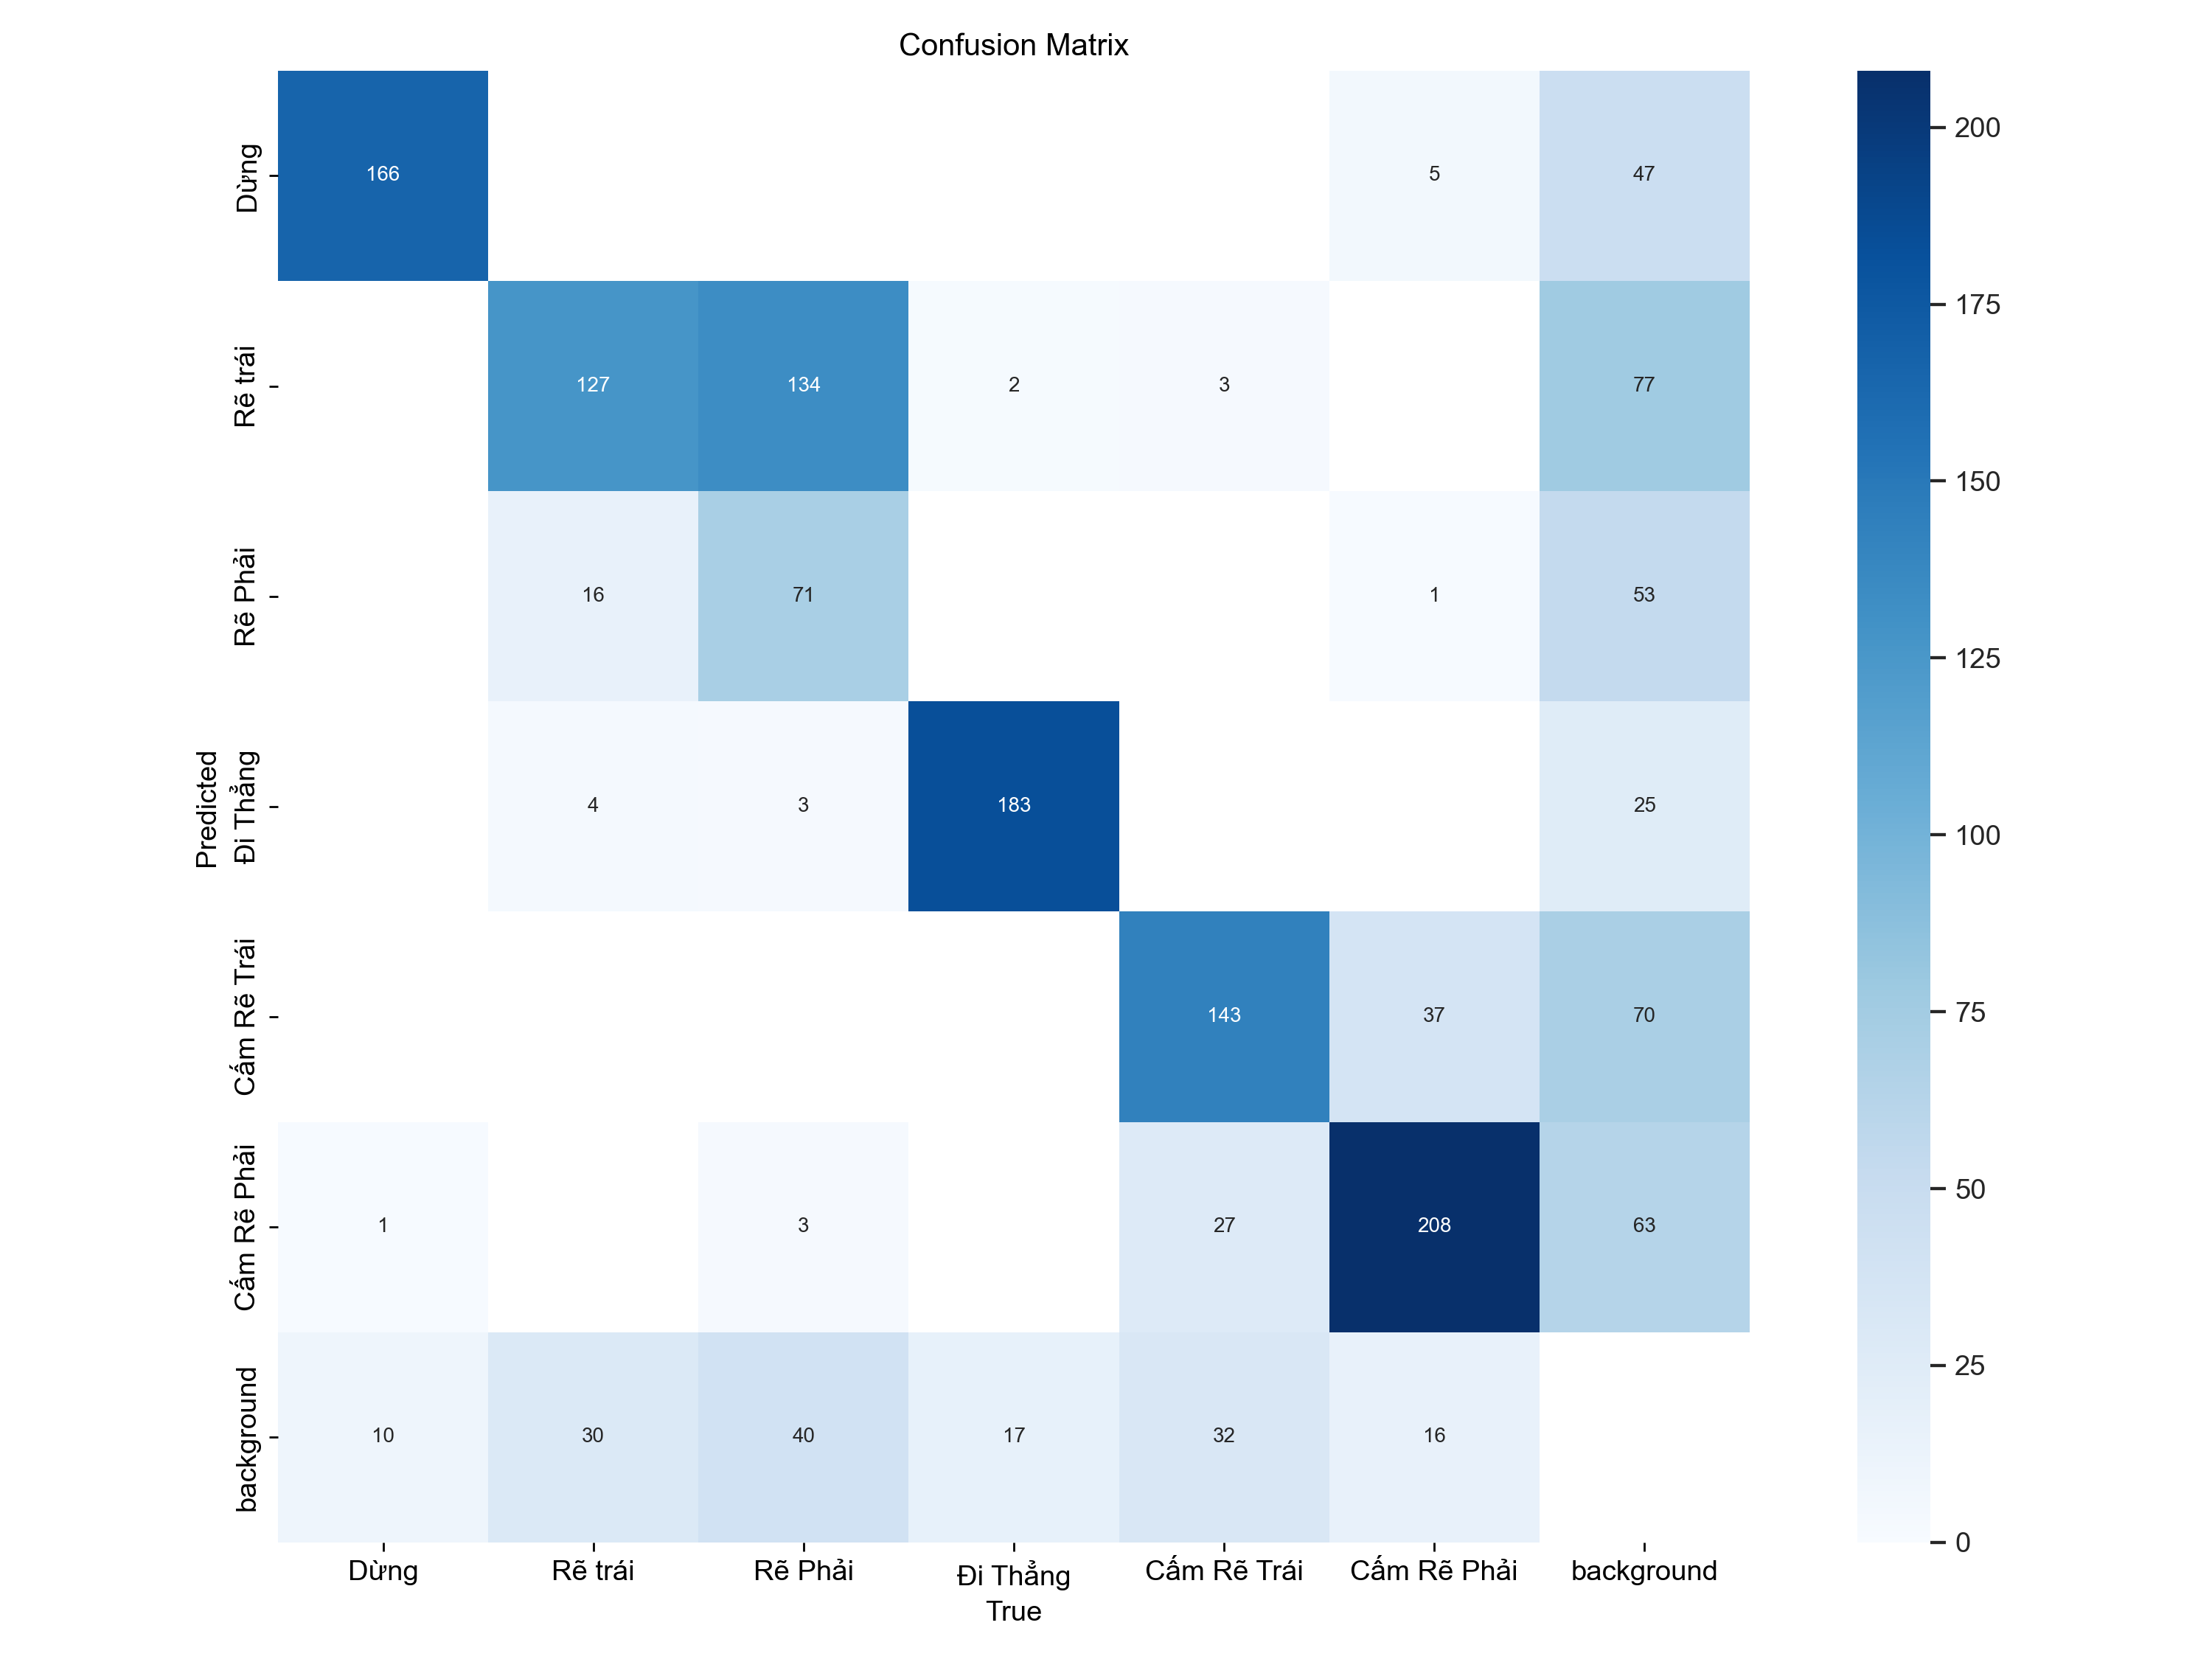 Confusion Matrix
Predicted
Dừng
166
5
47
Rẽ trái
127
134
2
3
77
Rẽ Phải
16
71
1
53
Đi Thẳng
4
3
183
25
Cấm Rẽ Trái
143
37
70
Cấm Rẽ Phải
1
3
27
208
63
background
10
30
40
17
32
16
Dừng
Rẽ trái
Rẽ Phải
Đi Thẳng
Cấm Rẽ Trái
Cấm Rẽ Phải
background
True
200
175
150
125
100
75
50
25
0